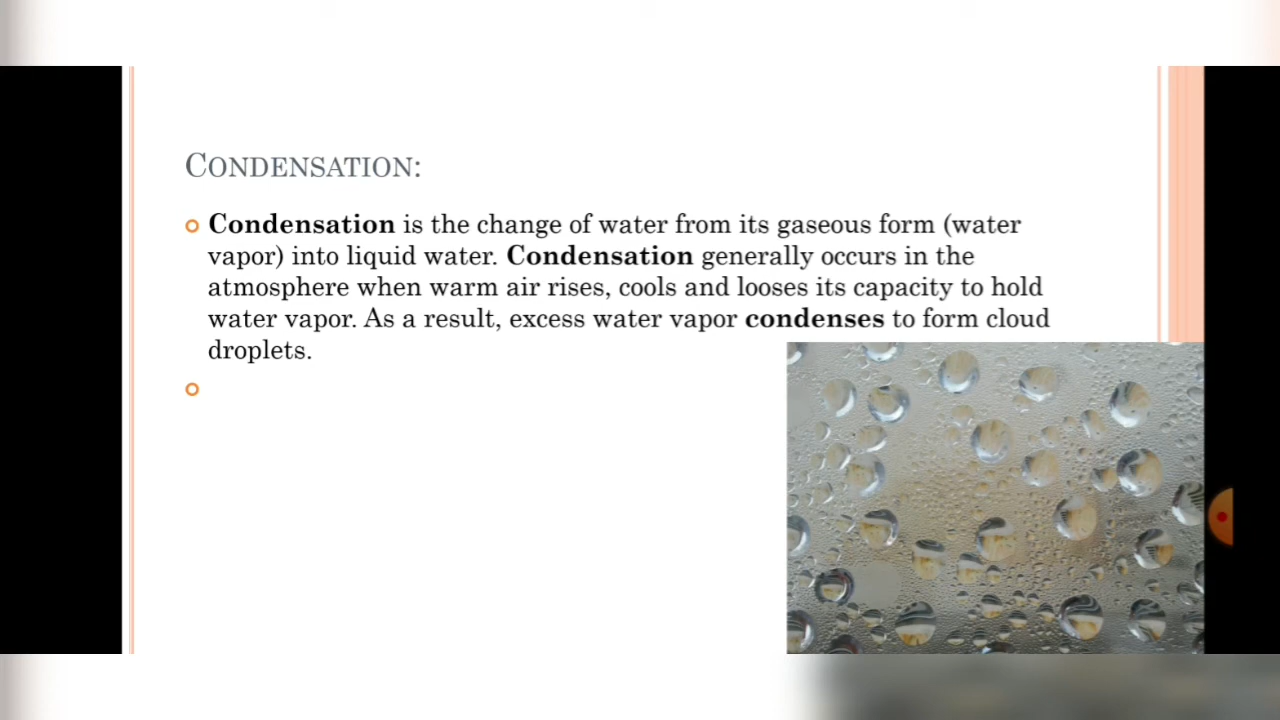 CONDENSATION:
Condensation is the change of water from its gaseous form (water
vapor) into liquid water. Condensation generally occurs in the
atmosphere when warm air rises, cools and looses its capacity to hold
water vapor. As a result, excess water vapor condenses to form cloud
droplets.